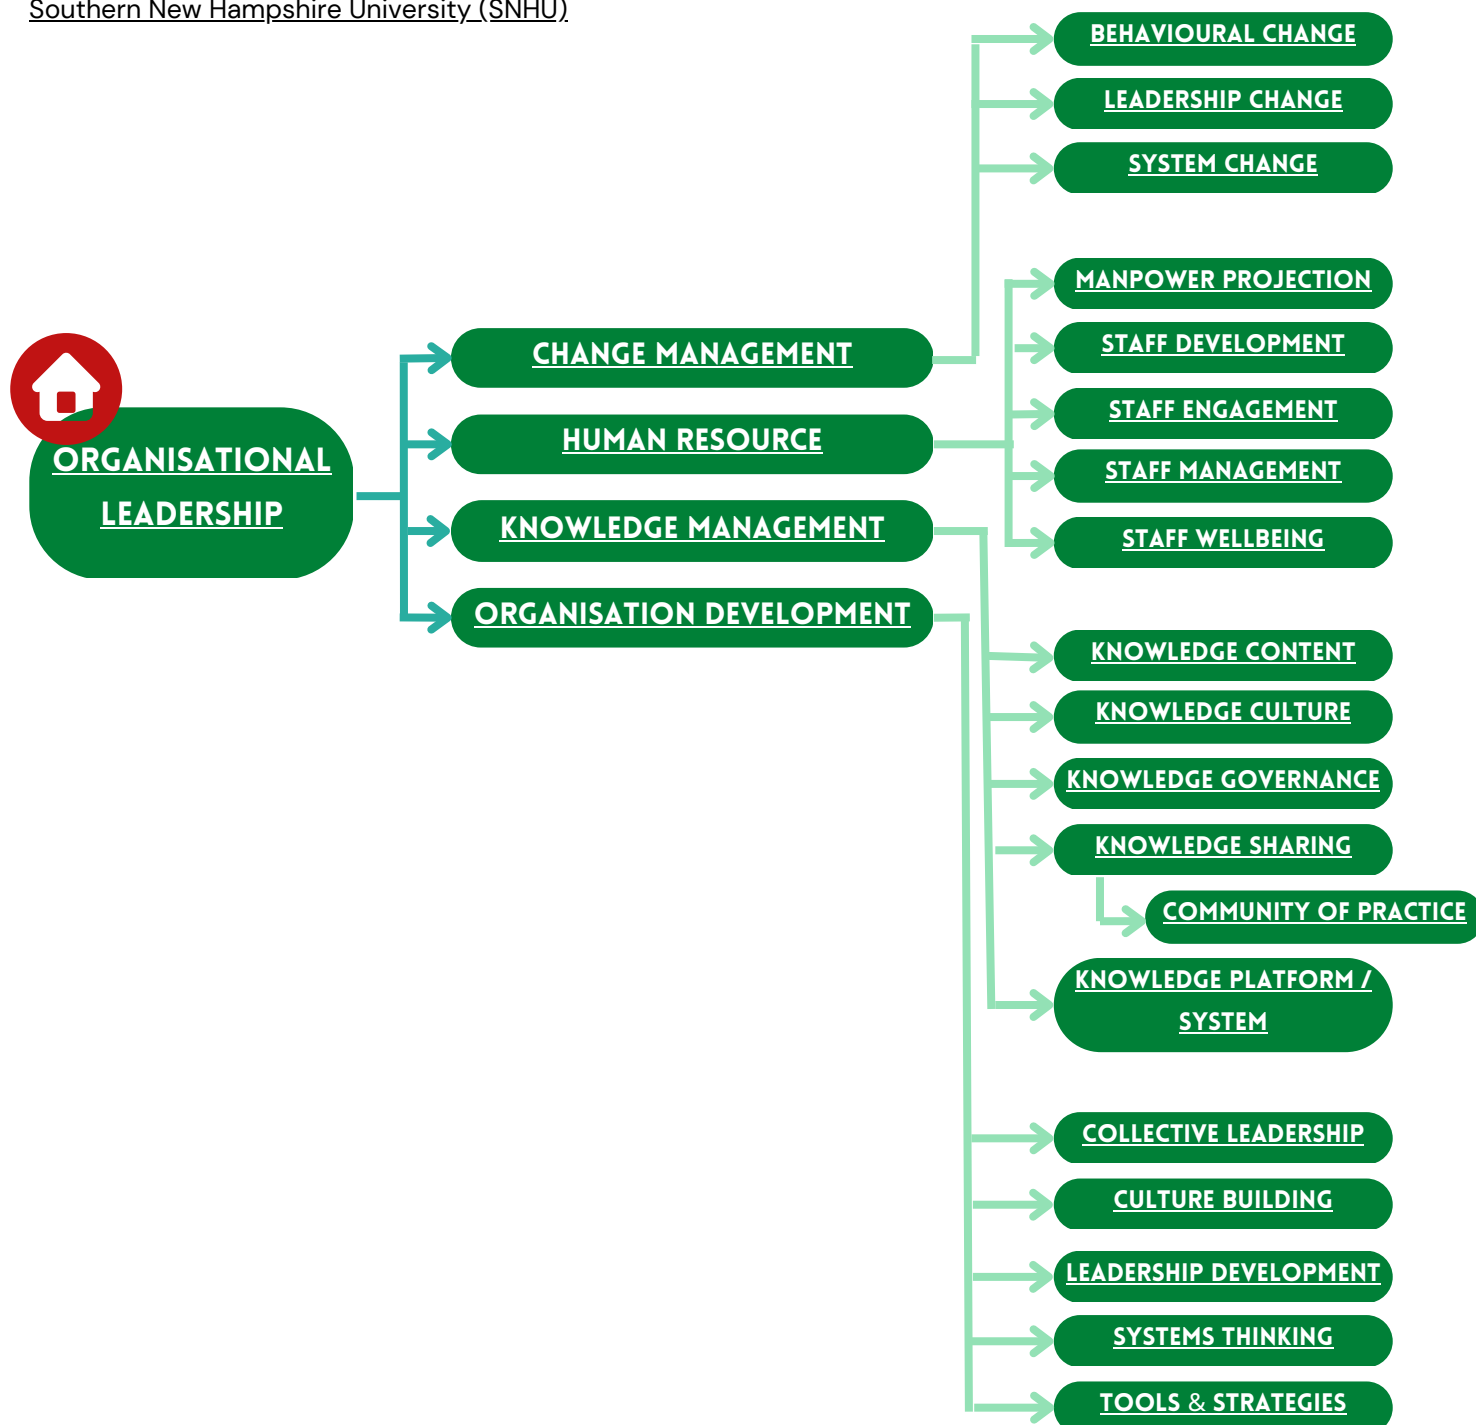 Southern New Hampshire University (SNHU)
BEHAVIOURAL CHANGE
LEADERSHIP CHANGE
SYSTEM CHANGE
MANPOWER PROJECTION
STAFF DEVELOPMENT
STAFF ENGAGEMENT
STAFF MANAGEMENT
STAFF WELLBEING
CHANGE MANAGEMENT
HUMAN RESOURCE
KNOWLEDGE MANAGEMENT
ORGANISATION DEVELOPMENT
ORGANISATIONAL
LEADERSHIP
KNOWLEDGE CONTENT
KNOWLEDGE CULTURE
KNOWLEDGE GOVERNANCE
KNOWLEDGE SHARING
COMMUNITY OF PRACTICE
KNOWLEDGE PLATFORM /
SYSTEM
COLLECTIVE LEADERSHIP
CULTURE BUILDING
LEADERSHIP DEVELOPMENT
SYSTEMS THINKING
TOOLS & STRATEGIES